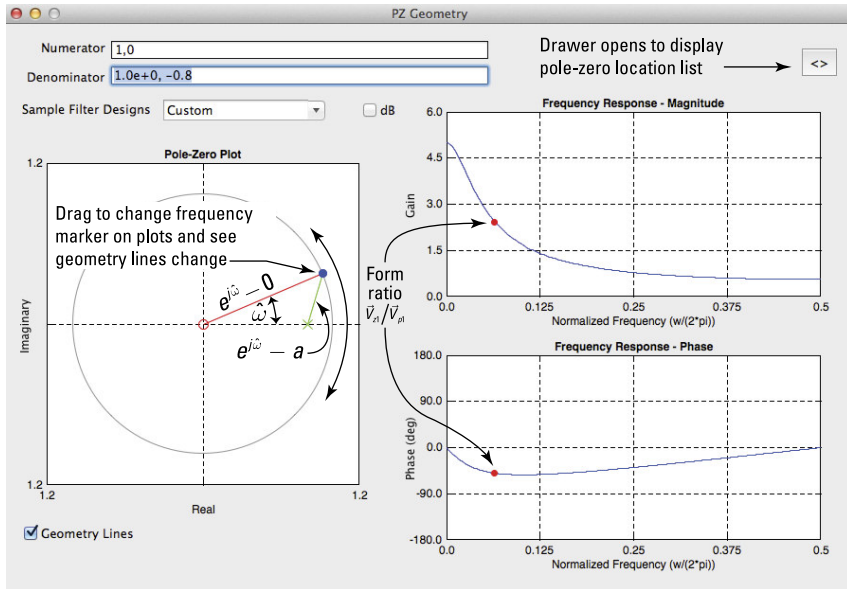 PZ Geometry
Numerator 1,0
Denominator 1.0e+0, -0.8
Drawer opens to display
pole-zero location list
<>
Sample Filter Designs Custom
dB
Pole-Zero Plot
1.2
1.2
Drag to change frequency
marker on plots and see
geometry lines change
e^{jω̂} − 0
ω̂
e^{jω̂} − a
Imaginary
1.2
1.2
1.2
Real
Geometry Lines
Form
ratio
V⃗z1/V⃗p1
Frequency Response - Magnitude
Gain
6.0
4.5
3.0
1.5
0.0
0.0 0.125 0.25 0.375 0.5
Normalized Frequency (w/(2*pi))
Frequency Response - Phase
Phase (deg)
180.0
90.0
0.0
-90.0
-180.0
0.0 0.125 0.25 0.375 0.5
Normalized Frequency (w/(2*pi))